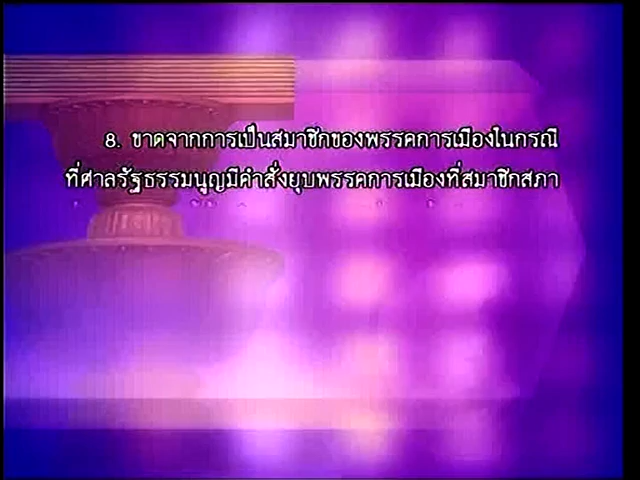 8. ขาดจากการเป็นสมาชิกของพรรคการเมืองในกรณี
ที่ศาลรัฐธรรมนูญมีคำสั่งยุบพรรคการเมืองที่สมาชิกสภา